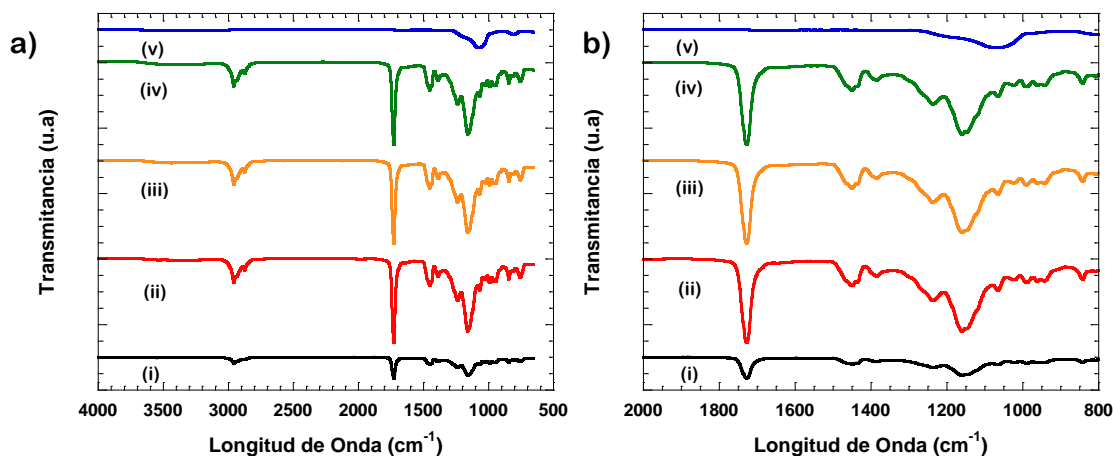 a)
Transmitancia (u.a)
(v)
(iv)
(iii)
(ii)
(i)
4000 3500 3000 2500 2000 1500 1000 500
Longitud de Onda (cm⁻¹)
b)
Transmitancia (u.a)
(v)
(iv)
(iii)
(ii)
(i)
2000 1800 1600 1400 1200 1000 800
Longitud de Onda (cm⁻¹)